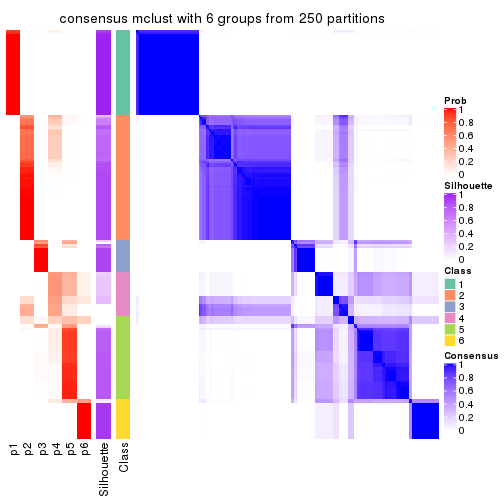 consensus mclust with 6 groups from 250 partitions
Prob
1
0.8
0.6
0.4
0.2
0
Silhouette
1
0.8
0.6
0.4
0.2
0
Class
1
2
3
4
5
6
Consensus
1
0.8
0.6
0.4
0.2
0
p1
p2
p3
p4
p5
p6
Silhouette
Class